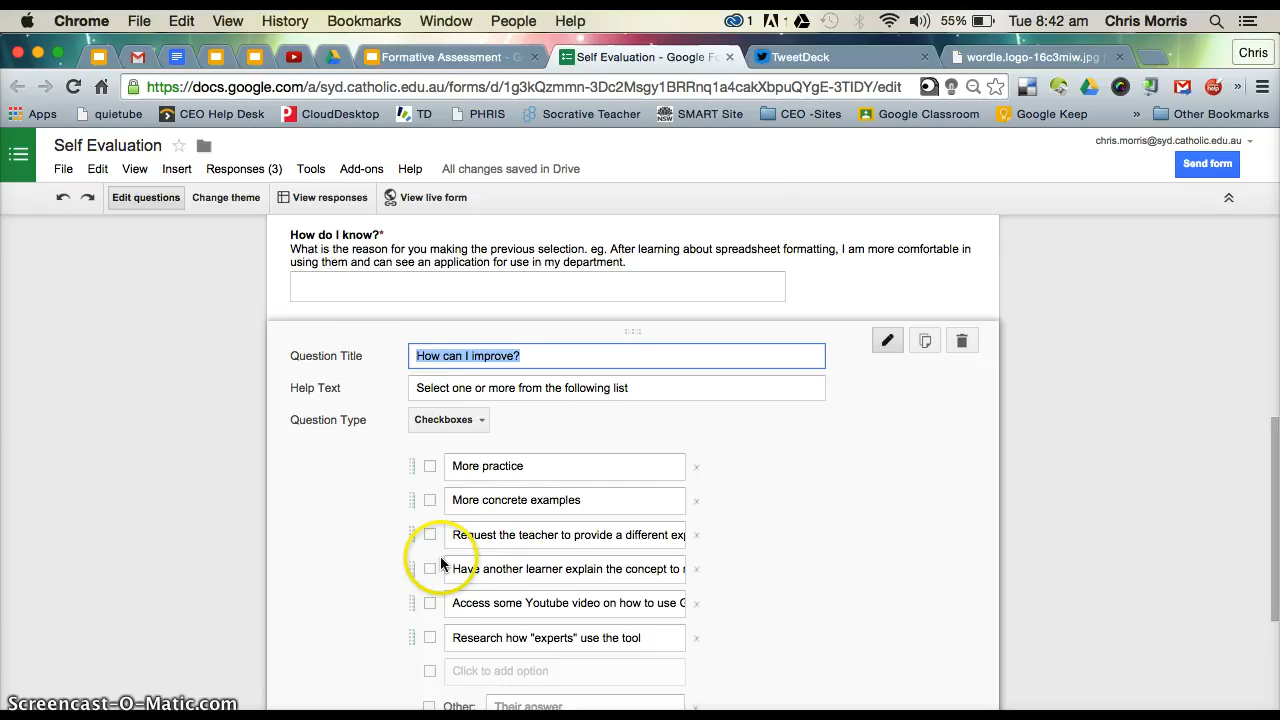 Chrome File Edit View History Bookmarks Window People Help 1 1 55% Tue 8:42 am Chris Morris
Formative Assessment - G Self Evaluation - Google Fo TweetDeck wordle.logo-16c3mlw.jpg Chris
https://docs.google.com/a/syd.catholic.edu.au/forms/d/1g3kQzmmn-3Dc2Msgy1BRRnq1a4cakXbpuQYgE-3TIDY/edit
Apps quietube CEO Help Desk CloudDesktop TD PHRIS Socrative Teacher SMART Site CEO -Sites Google Classroom Google Keep » Other Bookmarks
Self Evaluation chris.morris@syd.catholic.edu.au
File Edit View Insert Responses (3) Tools Add-ons Help All changes saved in Drive Send form
Edit questions Change theme View responses View live form
How do I know?*
What is the reason for you making the previous selection. eg. After learning about spreadsheet formatting, I am more comfortable in
using them and can see an application for use in my department.
Question Title How can I improve?
Help Text Select one or more from the following list
Question Type Checkboxes
More practice
More concrete examples
Request the teacher to provide a different exp
Have another learner explain the concept to
Access some Youtube video on how to use G
Research how "experts" use the tool
Click to add option
Other: Their answer
Screencast-O-Matic.com